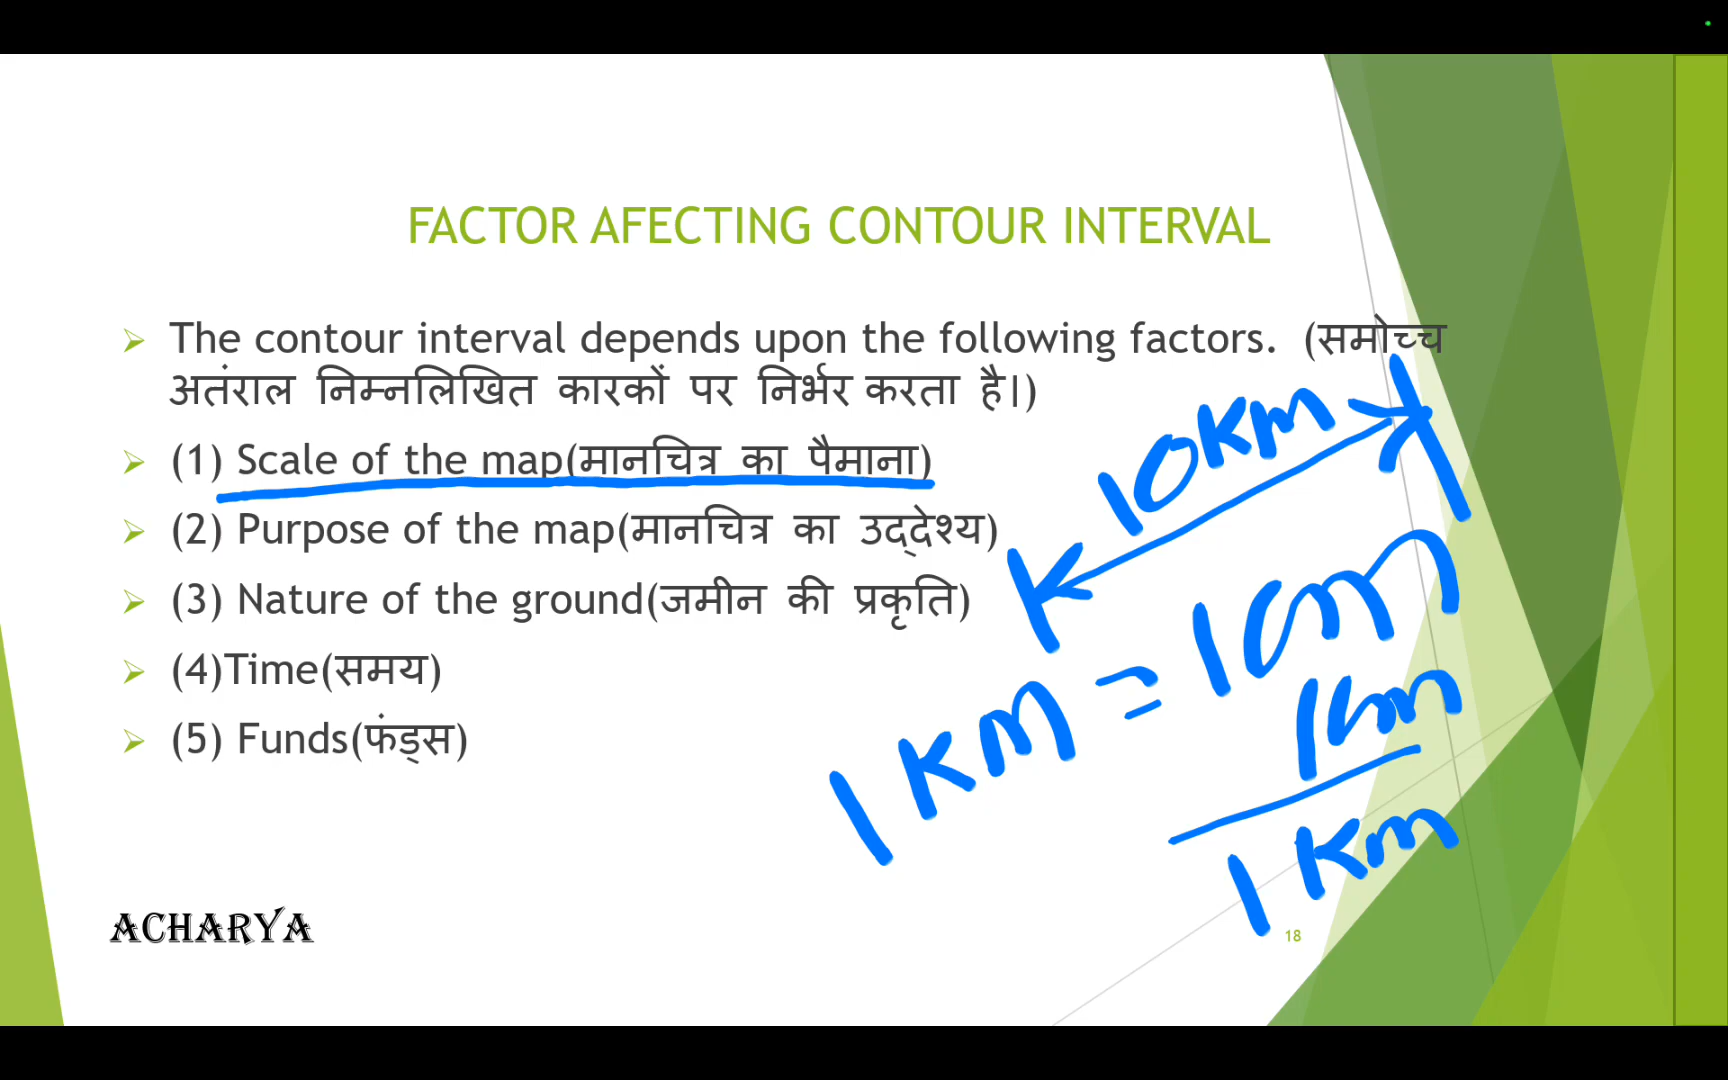 FACTOR AFECTING CONTOUR INTERVAL
The contour interval depends upon the following factors. (समोच्च
अतंराल निम्नलिखित कारकों पर निर्भर करता है।)
(1) Scale of the map(मानचित्र का पैमाना)
(2) Purpose of the map(मानचित्र का उद्देश्य)
(3) Nature of the ground(जमीन की प्रकृति)
(4)Time(समय)
(5) Funds(फंड्स)
10KM
1KM = 1cm
1cm
1KM
ACHARYA
18